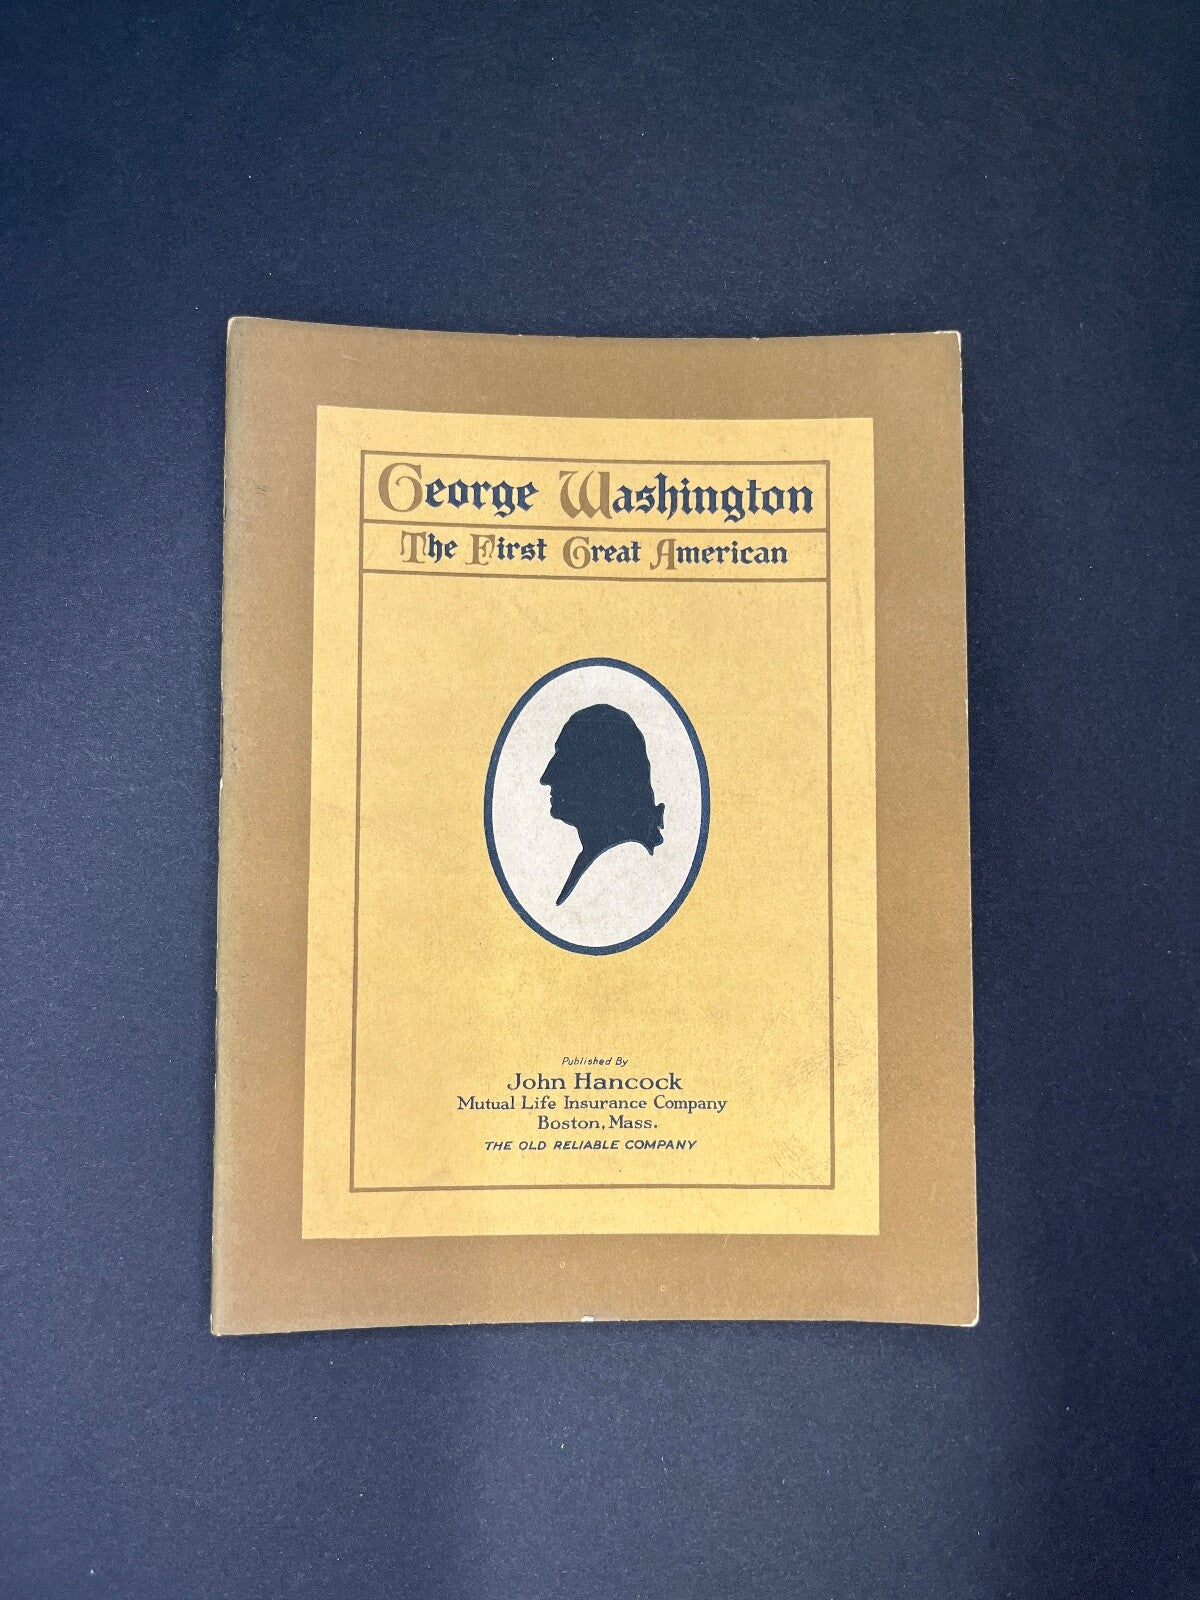 George Washington
The First Great American
Published By
John Hancock
Mutual Life Insurance Company
Boston, Mass.
THE OLD RELIABLE COMPANY